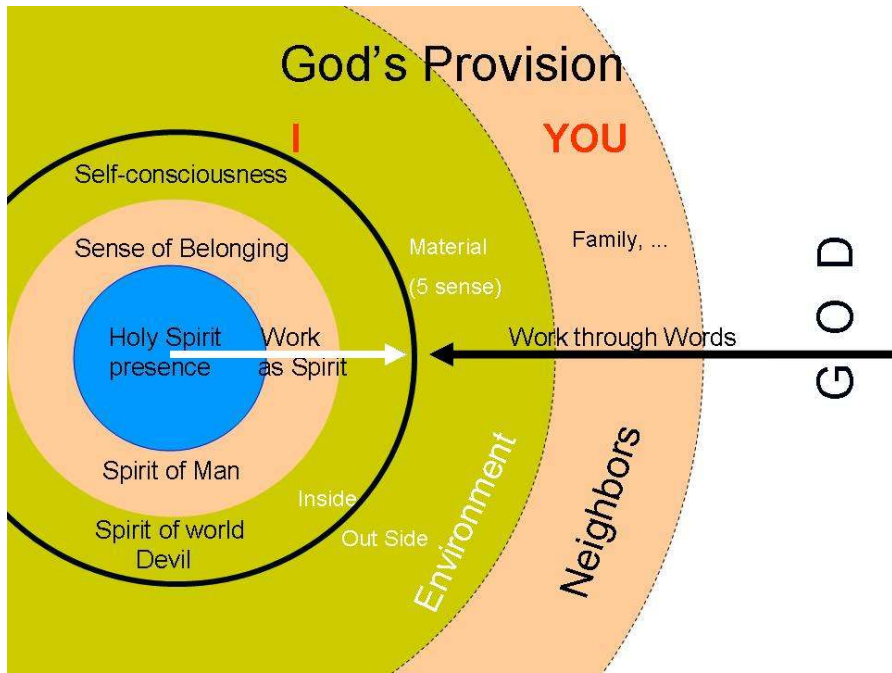 God's Provision
I
YOU
Self-consciousness
Sense of Belonging
Material
(5 sense)
Family, ...
GOD
Holy Spirit
presence
Work
as Spirit
Work through Words
Spirit of Man
Inside
Out Side
Spirit of world
Devil
Environment
Neighbors